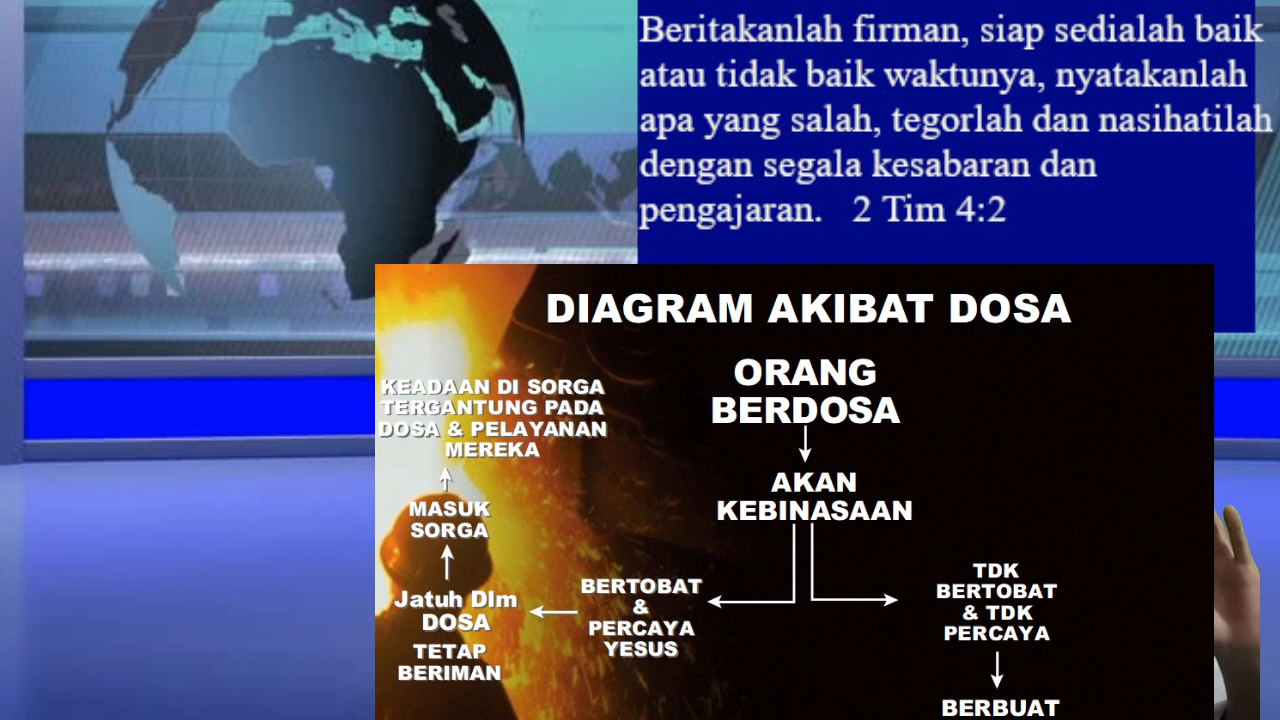 Beritakanlah firman, siap sedialah baik
atau tidak baik waktunya, nyatakanlah
apa yang salah, tegorlah dan nasihatilah
dengan segala kesabaran dan
pengajaran. 2 Tim 4:2
DIAGRAM AKIBAT DOSA
ORANG
BERDOSA
AKAN
KEBINASAAN
KEADAAN DI SORGA
TERGANTUNG PADA
DOSA & PELAYANAN
MEREKA
MASUK
SORGA
Jatuh Dlm
DOSA
TETAP
BERIMAN
BERTOBAT
&
PERCAYA
YESUS
TDK
BERTOBAT
& TDK
PERCAYA
BERBUAT